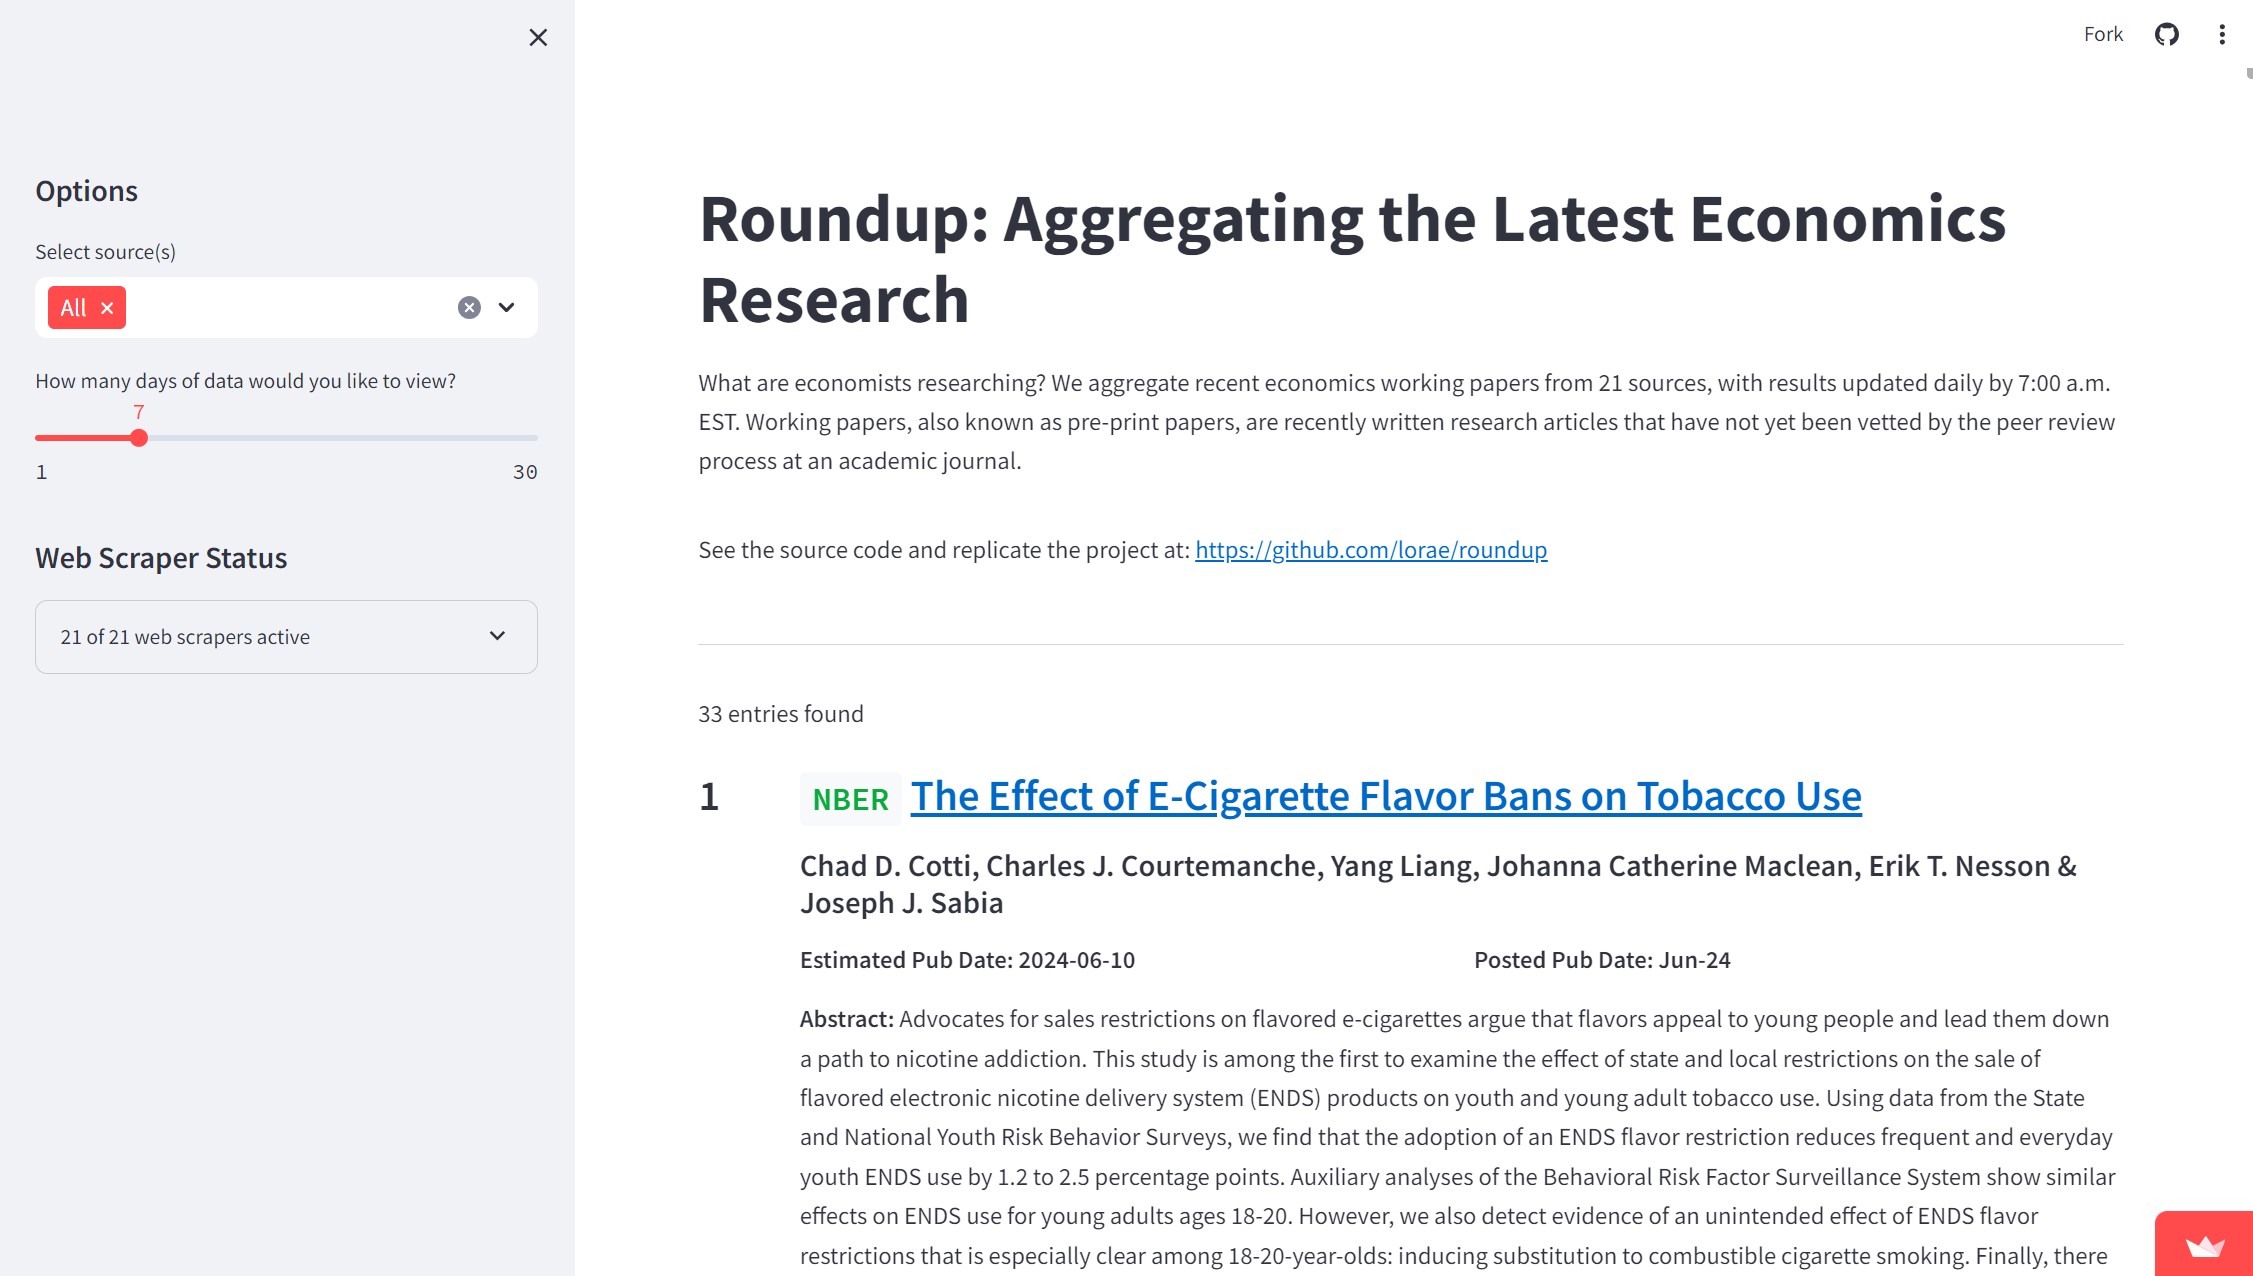 Fork
Options
Select source(s)
All
How many days of data would you like to view?
7
1 30
Web Scraper Status
21 of 21 web scrapers active
Roundup: Aggregating the Latest Economics
Research
What are economists researching? We aggregate recent economics working papers from 21 sources, with results updated daily by 7:00 a.m.
EST. Working papers, also known as pre-print papers, are recently written research articles that have not yet been vetted by the peer review
process at an academic journal.
See the source code and replicate the project at: https://github.com/lorae/roundup
33 entries found
1 NBER The Effect of E-Cigarette Flavor Bans on Tobacco Use
Chad D. Cotti, Charles J. Courtemanche, Yang Liang, Johanna Catherine Maclean, Erik T. Nesson &
Joseph J. Sabia
Estimated Pub Date: 2024-06-10 Posted Pub Date: Jun-24
Abstract: Advocates for sales restrictions on flavored e-cigarettes argue that flavors appeal to young people and lead them down
a path to nicotine addiction. This study is among the first to examine the effect of state and local restrictions on the sale of
flavored electronic nicotine delivery system (ENDS) products on youth and young adult tobacco use. Using data from the State
and National Youth Risk Behavior Surveys, we find that the adoption of an ENDS flavor restriction reduces frequent and everyday
youth ENDS use by 1.2 to 2.5 percentage points. Auxiliary analyses of the Behavioral Risk Factor Surveillance System show similar
effects on ENDS use for young adults ages 18-20. However, we also detect evidence of an unintended effect of ENDS flavor
restrictions that is especially clear among 18-20-year-olds: inducing substitution to combustible cigarette smoking. Finally, there